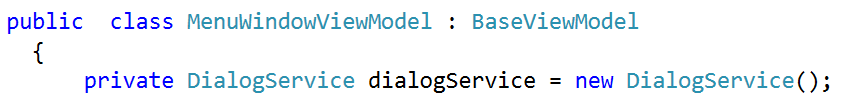 public  class MenuWindowViewModel : BaseViewModel
{
private DialogService dialogService = new DialogService();